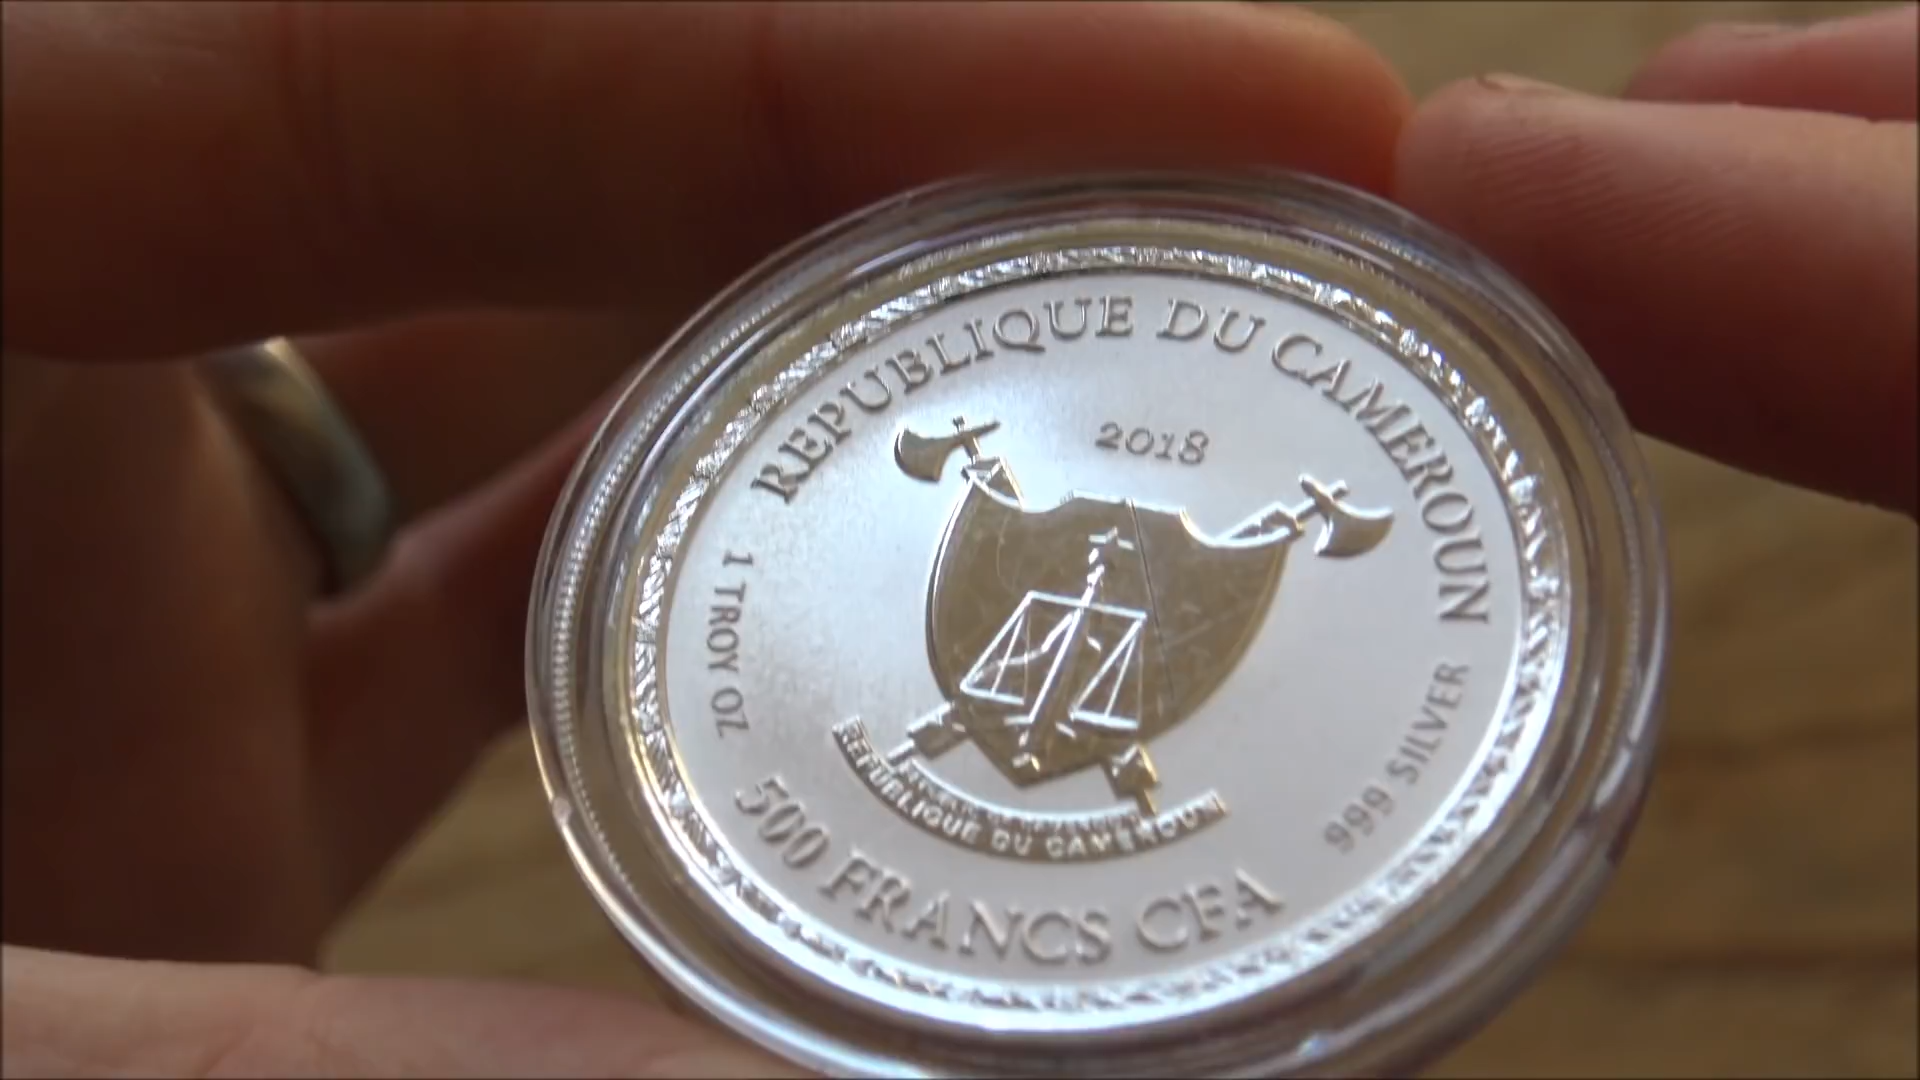 REPUBLIQUE DU CAMEROUN
2018
1 TROY OZ
999 SILVER
REPUBLIQUE DU CAMEROUN
500 FRANCS CFA